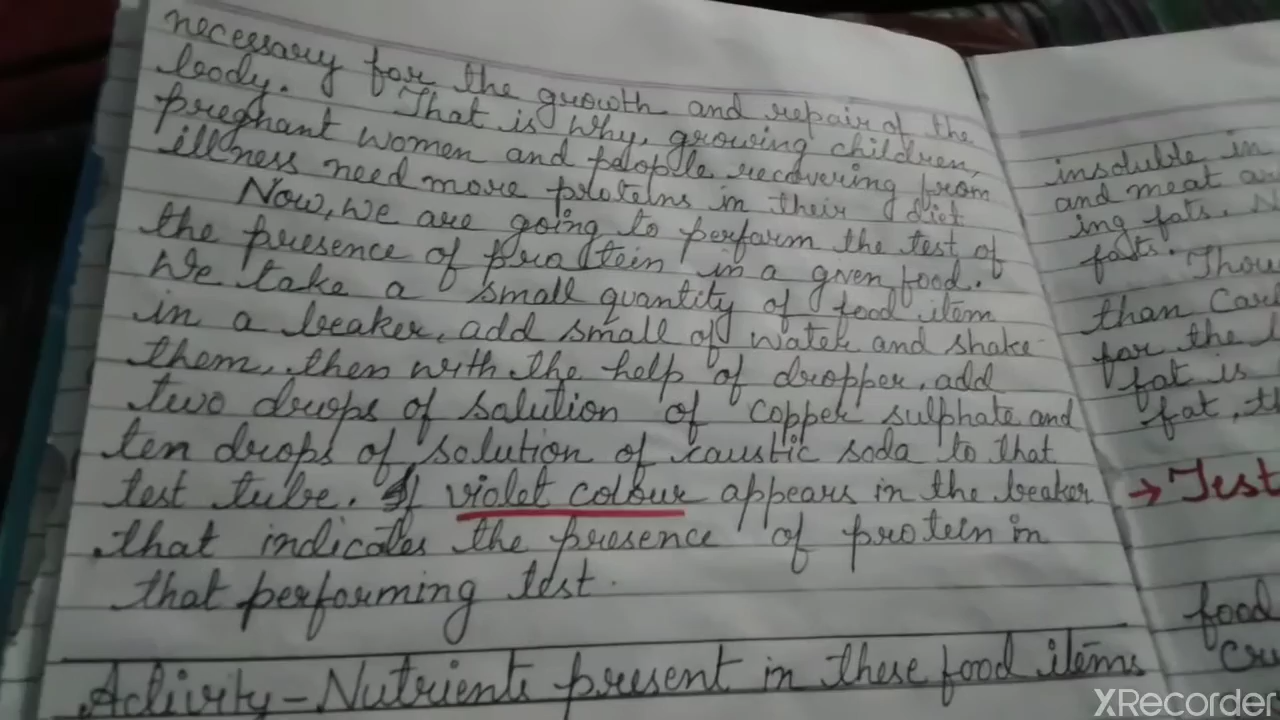 necessary for the growth and repair of the
body. That is why, growing children,
pregnant women and people recovering from
illness need more proteins in their diet
Now, we are going to perfarm the test of
the presence of protein in a given food.
We take a small quantity of food item
in a beaker, add small of water and shake
them, then with the help of dropper, add
two drops of salution of copper sulphate and
ten drops of solution of caustic soda to that
test tube. If violet colour appears in the beaker
that indicates the presence of protein in
that performing test.
Activity - Nutrients present in these food items
insoluble in
and meat
ing fats.
fats. Thou
than Car
for the
fat is
fat, th
→ Test
food
Cru
XRecorder